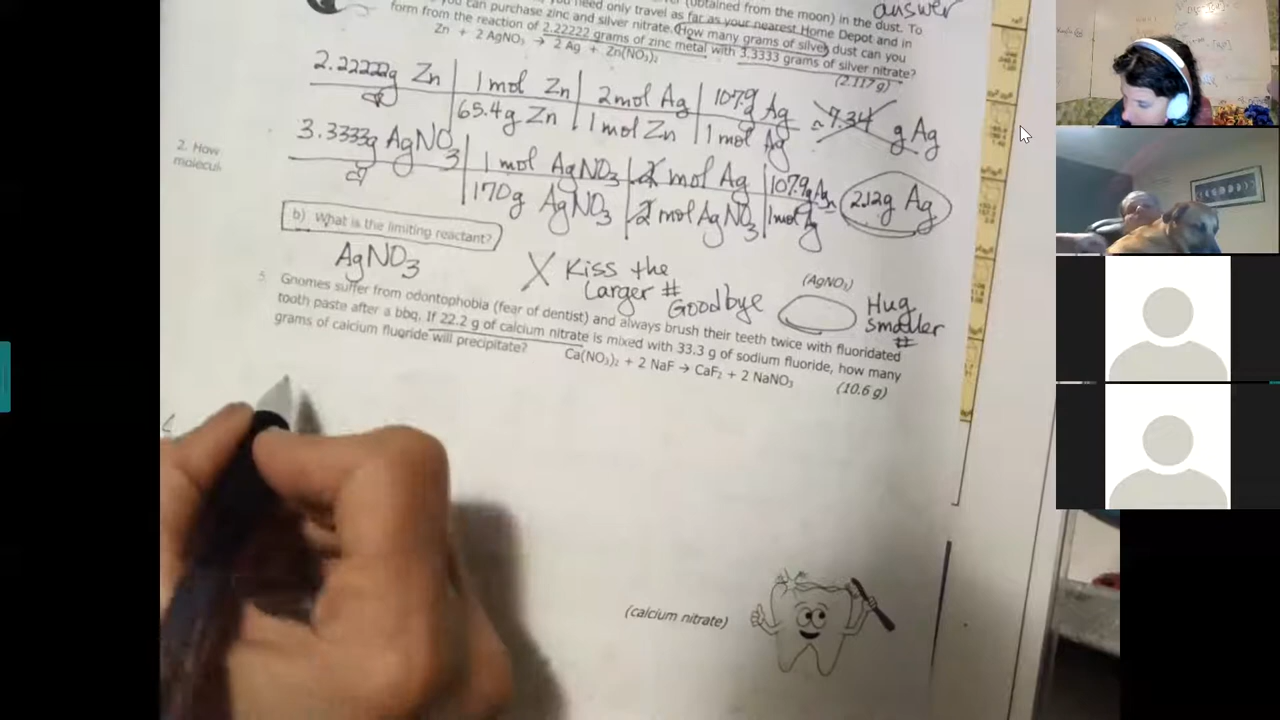 (obtained from the moon) in the dust. To
answer
you can purchase zinc and silver nitrate. How many grams of silver dust can you
need only travel as far as your nearest Home Depot and in
form from the reaction of 2.22222 grams of zinc metal with 3.3333 grams of silver nitrate?
Zn + 2 AgNO₃ → 2 Ag + Zn(NO₃)₂
(2.117 g)
2.22222g Zn | 1 mol Zn | 2 mol Ag | 107.9g Ag = 7.34 g Ag
65.4g Zn | 1 mol Zn | 1 mol Ag
3.3333g AgNO3 | 1 mol AgNO3 | 2 mol Ag | 107.9g Ag = 2.12g Ag
170g AgNO3 | 2 mol AgNO3 | 1 mol Ag
2. How
b) What is the limiting reactant?
AgNO3
(AgNO₃)
X Kiss the
Larger # Goodbye
Hug
smaller
#
5. Gnomes suffer from odontophobia (fear of dentist) and always brush their teeth twice with fluoridated
tooth paste after a bbq. If 22.2 g of calcium nitrate is mixed with 33.3 g of sodium fluoride, how many
grams of calcium fluoride will precipitate?
Ca(NO₃)₂ + 2 NaF → CaF₂ + 2 NaNO₃
(10.6 g)
(calcium nitrate)